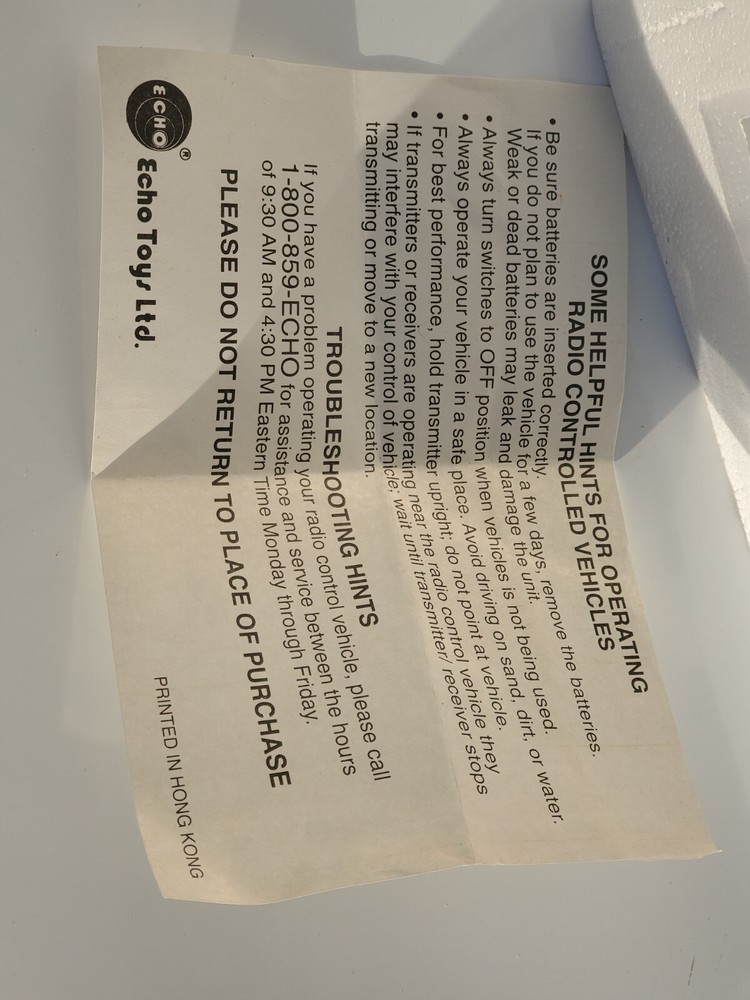 SOME HELPFUL HINTS FOR OPERATING
RADIO CONTROLLED VEHICLES
• Be sure batteries are inserted correctly.
If you do not plan to use the vehicle for a few days, remove the batteries.
Weak or dead batteries may leak and damage the unit.
• Always turn switches to OFF position when vehicles is not being used.
• Always operate your vehicle in a safe place. Avoid driving on sand, dirt, or water.
• For best performance, hold transmitter upright; do not point at vehicle.
• If transmitters or receivers are operating near the radio control vehicle they
may interfere with your control of vehicle; wait until transmitter/ receiver stops
transmitting or move to a new location.
TROUBLESHOOTING HINTS
If you have a problem operating your radio control vehicle, please call
1-800-859-ECHO for assistance and service between the hours
of 9:30 AM and 4:30 PM Eastern Time Monday through Friday.
PLEASE DO NOT RETURN TO PLACE OF PURCHASE
ECHO ® Echo Toys Ltd.
PRINTED IN HONG KONG